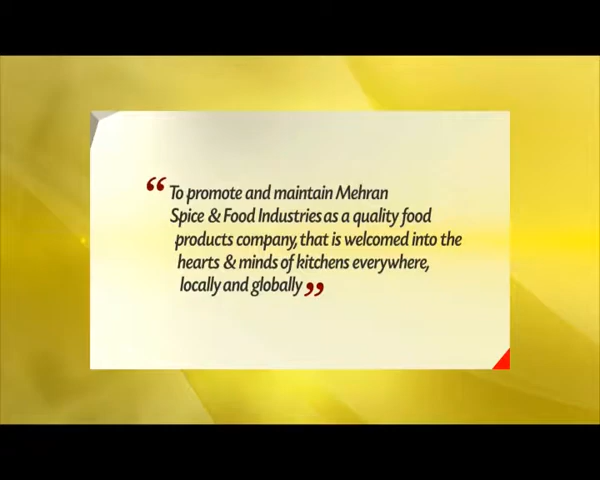 “To promote and maintain Mehran
Spice & Food Industries as a quality food
products company, that is welcomed into the
hearts & minds of kitchens everywhere,
locally and globally”